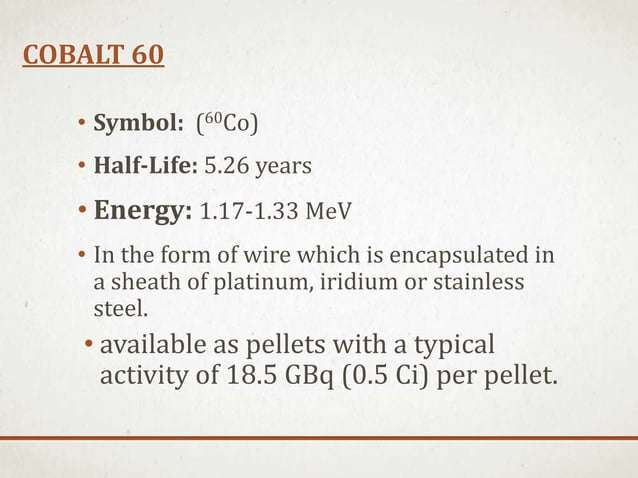 COBALT 60
• Symbol: (⁶⁰Co)
• Half-Life: 5.26 years
• Energy: 1.17-1.33 MeV
• In the form of wire which is encapsulated in
a sheath of platinum, iridium or stainless
steel.
• available as pellets with a typical
activity of 18.5 GBq (0.5 Ci) per pellet.